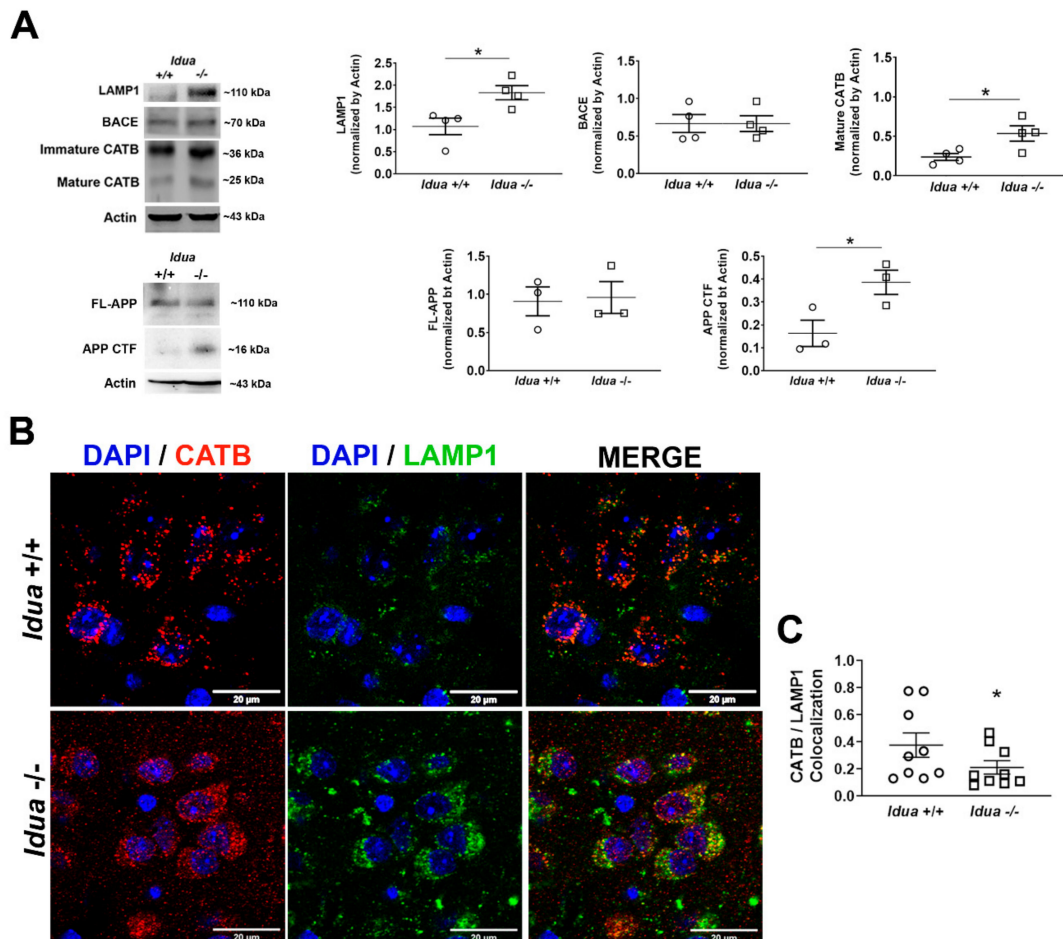 A
Idua
+/+ -/-
LAMP1 ~110 kDa
BACE ~70 kDa
Immature CATB ~36 kDa
Mature CATB ~25 kDa
Actin ~43 kDa
LAMP1
(normalized by Actin)
2.5
2.0
1.5
1.0
0.5
0.0
*
Idua +/+ Idua -/-
BACE
(normalized by Actin)
1.5
1.0
0.5
0.0
Idua +/+ Idua -/-
Mature CATB
(normalized by Actin)
1.5
1.0
0.5
0.0
*
Idua +/+ Idua -/-
Idua
+/+ -/-
FL-APP ~110 kDa
APP CTF ~16 kDa
Actin ~43 kDa
FL-APP
(normalized bt Actin)
1.5
1.0
0.5
0.0
Idua +/+ Idua -/-
APP CTF
(normalized bt Actin)
0.5
0.4
0.3
0.2
0.1
0.0
*
Idua +/+ Idua -/-
B
DAPI / CATB DAPI / LAMP1 MERGE
Idua +/+
20 µm 20 µm 20 µm
Idua -/-
20 µm 20 µm 20 µm
C
CATB / LAMP1
Colocalization
1.0
0.8
0.6
0.4
0.2
0.0
*
Idua +/+ Idua -/-